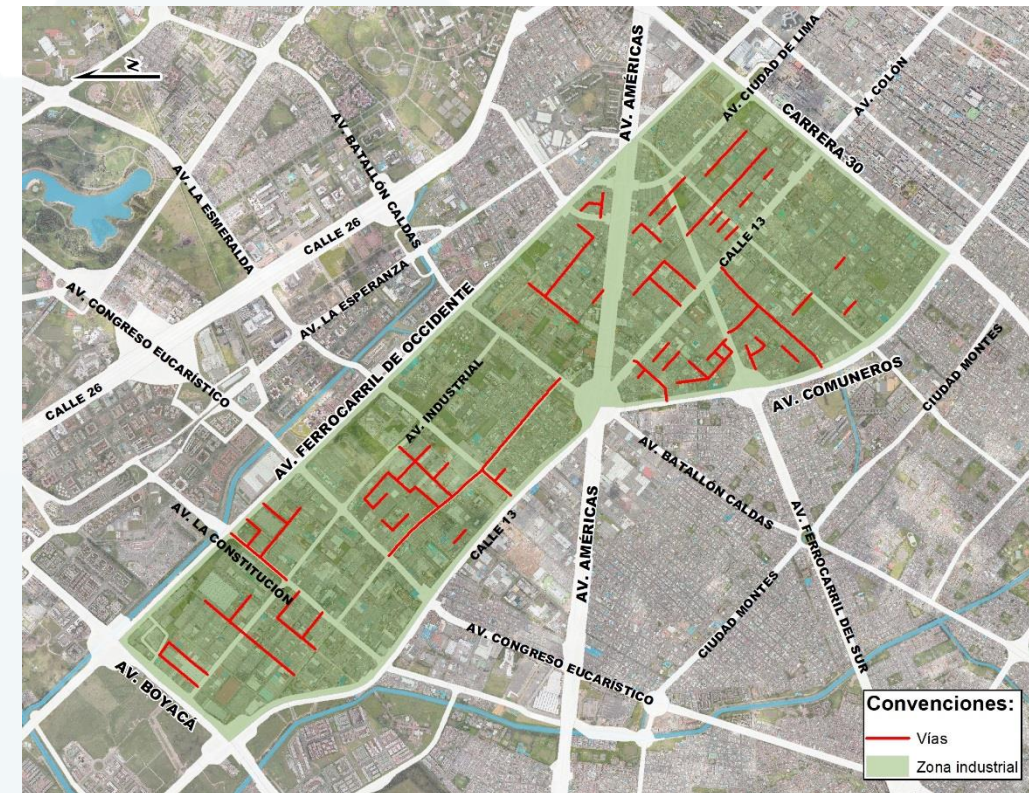 N
AV. AMÉRICAS
AV. CIUDAD DE LIMA
AV. COLÓN
CARRERA 30
AV. BATALLÓN CALDAS
AV. LA ESMERALDA
CALLE 26
CALLE 13
AV. LA ESPERANZA
AV. CONGRESO EUCARÍSTICO
AV. FERROCARRIL DE OCCIDENTE
CALLE 26
AV. INDUSTRIAL
AV. COMUNEROS
CIUDAD MONTES
AV. BATALLÓN CALDAS
AV. AMÉRICAS
CALLE 13
AV. LA CONSTITUCIÓN
AV. FERROCARRIL DEL SUR
CIUDAD MONTES
AV. CONGRESO EUCARÍSTICO
AV. BOYACÁ
Convenciones:
Vías
Zona industrial